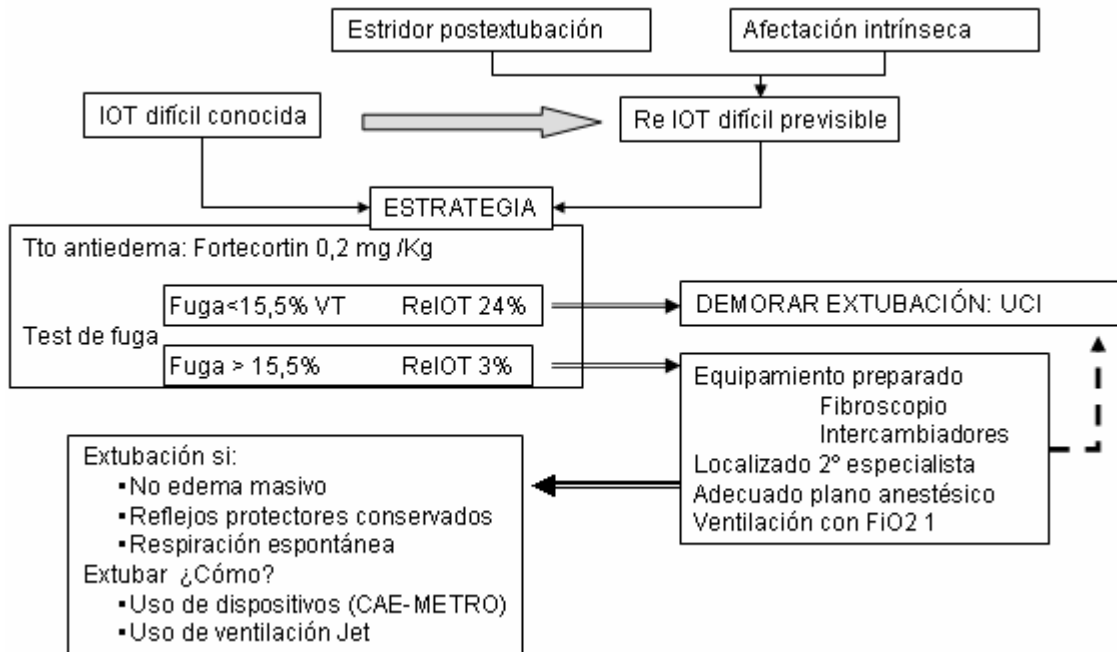 Estridor postextubación
Afectación intrínseca
IOT difícil conocida
Re IOT difícil previsible
ESTRATEGIA
Tto antiedema: Fortecortin 0,2 mg /Kg
Fuga<15,5% VT ReIOT 24%
Test de fuga
Fuga > 15,5% ReIOT 3%
DEMORAR EXTUBACIÓN: UCI
Equipamiento preparado
Fibroscopio
Intercambiadores
Localizado 2º especialista
Adecuado plano anestésico
Ventilación con FiO2 1
Extubación si:
▪No edema masivo
▪Reflejos protectores conservados
▪Respiración espontánea
Extubar ¿Cómo?
▪Uso de dispositivos (CAE-METRO)
▪Uso de ventilación Jet